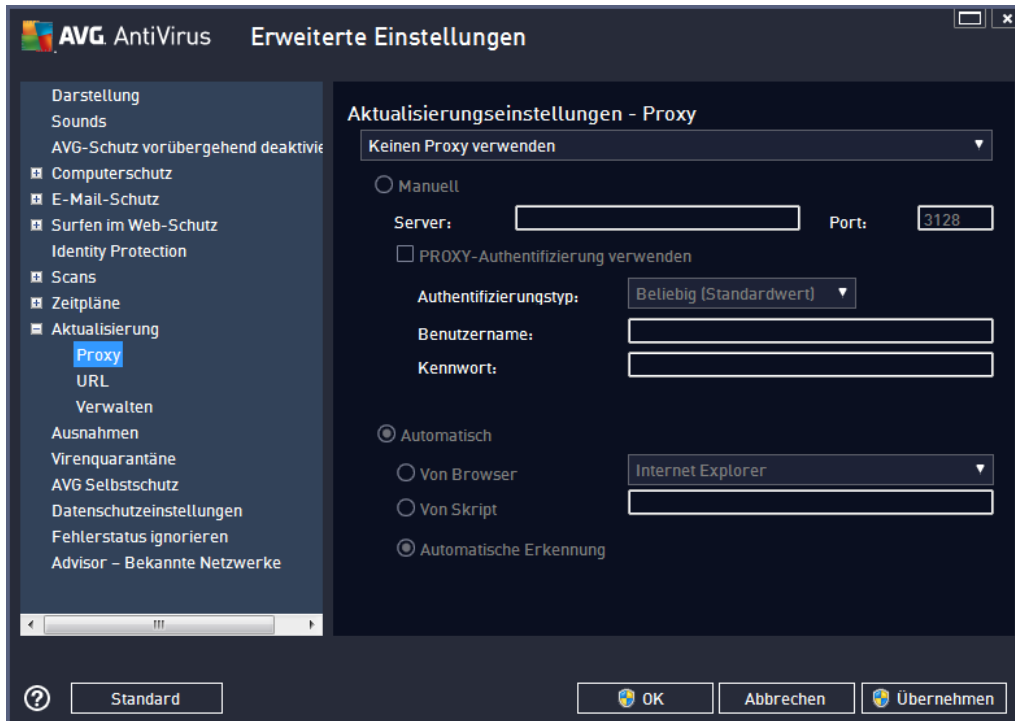 AVG AntiVirus Erweiterte Einstellungen
Darstellung
Sounds
AVG-Schutz vorübergehend deaktivie
Computerschutz
E-Mail-Schutz
Surfen im Web-Schutz
Identity Protection
Scans
Zeitpläne
Aktualisierung
Proxy
URL
Verwalten
Ausnahmen
Virenquarantäne
AVG Selbstschutz
Datenschutzeinstellungen
Fehlerstatus ignorieren
Advisor – Bekannte Netzwerke
Aktualisierungseinstellungen - Proxy
Keinen Proxy verwenden
Manuell
Server: Port: 3128
PROXY-Authentifizierung verwenden
Authentifizierungstyp: Beliebig (Standardwert)
Benutzername:
Kennwort:
Automatisch
Von Browser Internet Explorer
Von Skript
Automatische Erkennung
? Standard OK Abbrechen Übernehmen